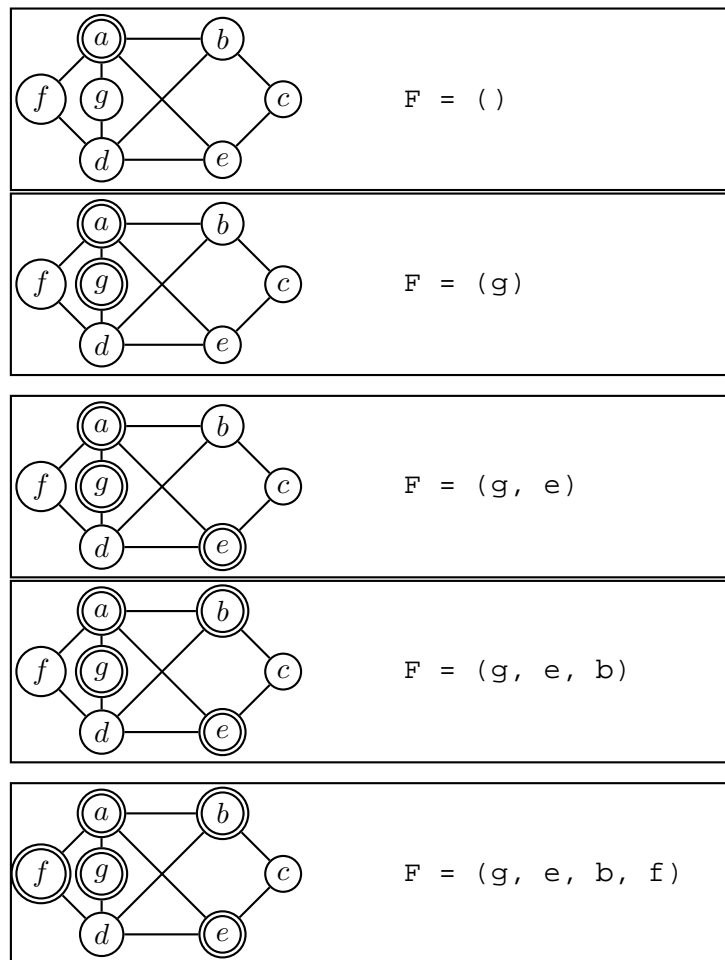 a b
f g c F = ()
d e
a b
f g c F = (g)
d e
a b
f g c F = (g, e)
d e
a b
f g c F = (g, e, b)
d e
a b
f g c F = (g, e, b, f)
d e